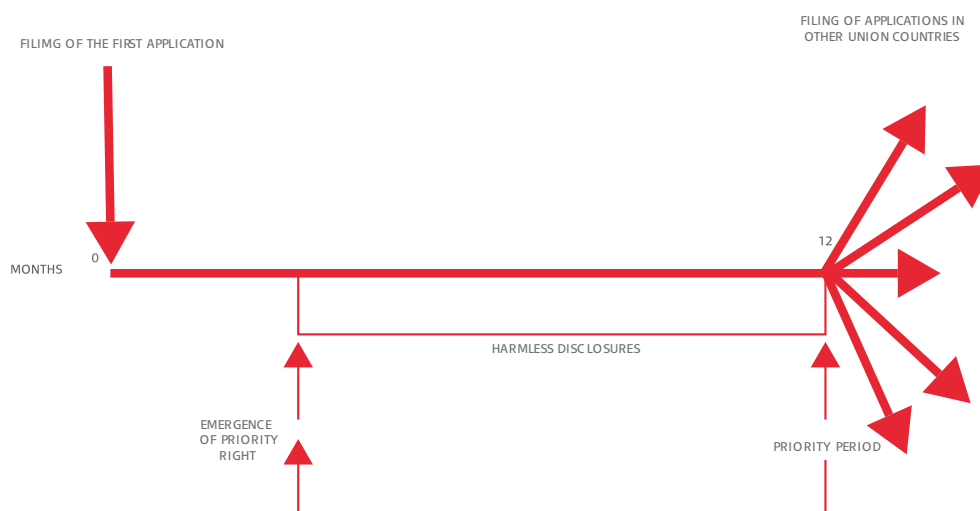 FILING OF APPLICATIONS IN
OTHER UNION COUNTRIES
FILIMG OF THE FIRST APPLICATION
12
0
MONTHS
HARMLESS DISCLOSURES
EMERGENCE
OF PRIORITY
RIGHT
PRIORITY PERIOD